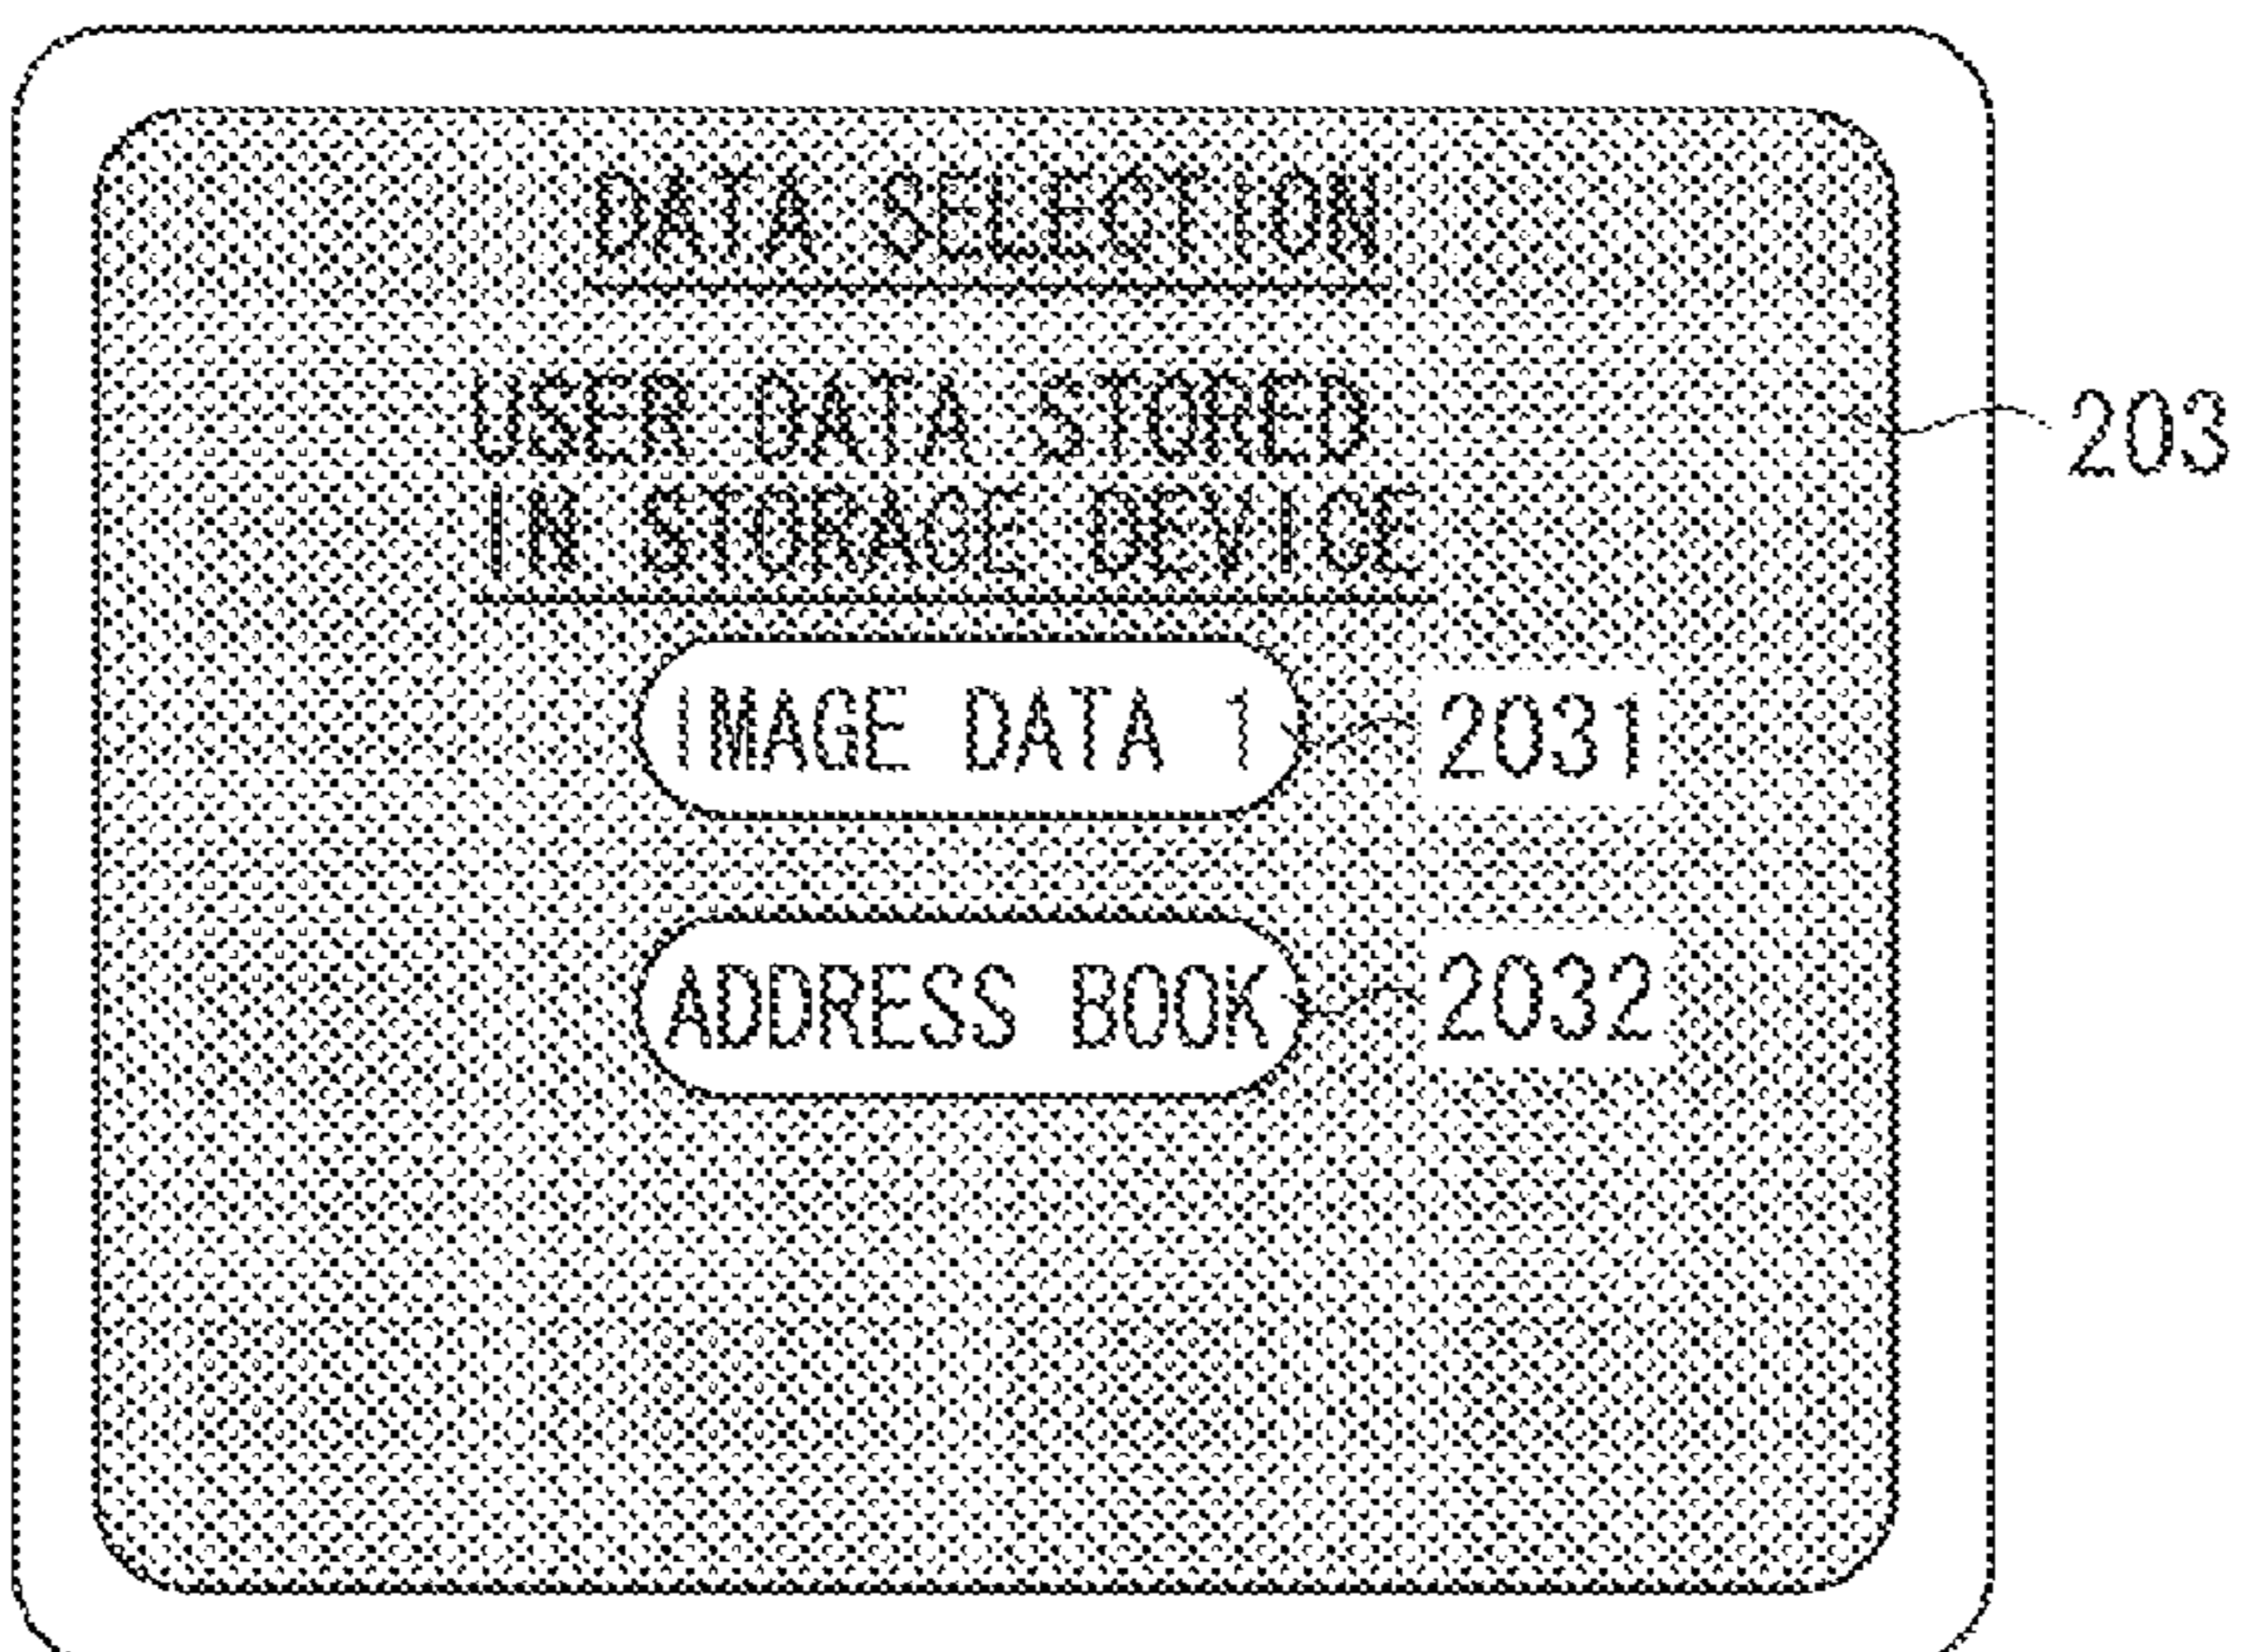 DATA SELECTION
USER DATA STORED
IN STORAGE DEVICE
203
IMAGE DATA 1
2031
ADDRESS BOOK
2032